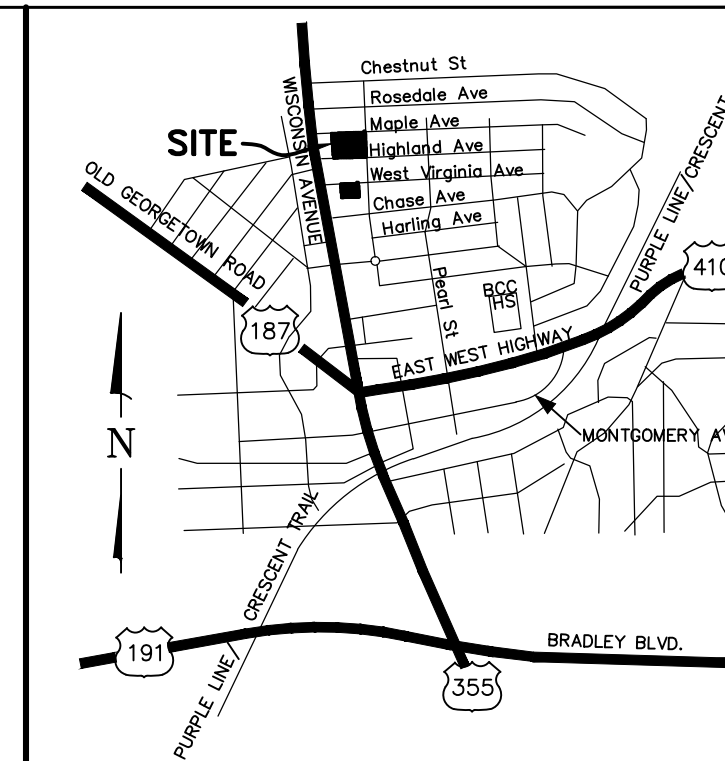 Chestnut St
Rosedale Ave
Maple Ave
SITE
Highland Ave
West Virginia Ave
Chase Ave
Harling Ave
WISCONSIN AVENUE
OLD GEORGETOWN ROAD
PURPLE LINE/CRESCENT
410
187
Pearl St
BCC
HS
EAST WEST HIGHWAY
N
MONTGOMERY AV
PURPLE LINE/ CRESCENT TRAIL
191
BRADLEY BLVD.
355